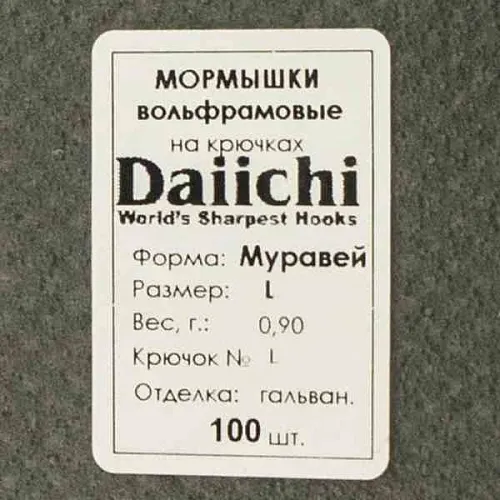 МОРМЫШКИ
вольфрамовые
на крючках
Daiichi
World's Sharpest Hooks
Форма: Муравей
Размер: L
Вес, г.: 0,90
Крючок № L
Отделка: гальван.
100 шт.